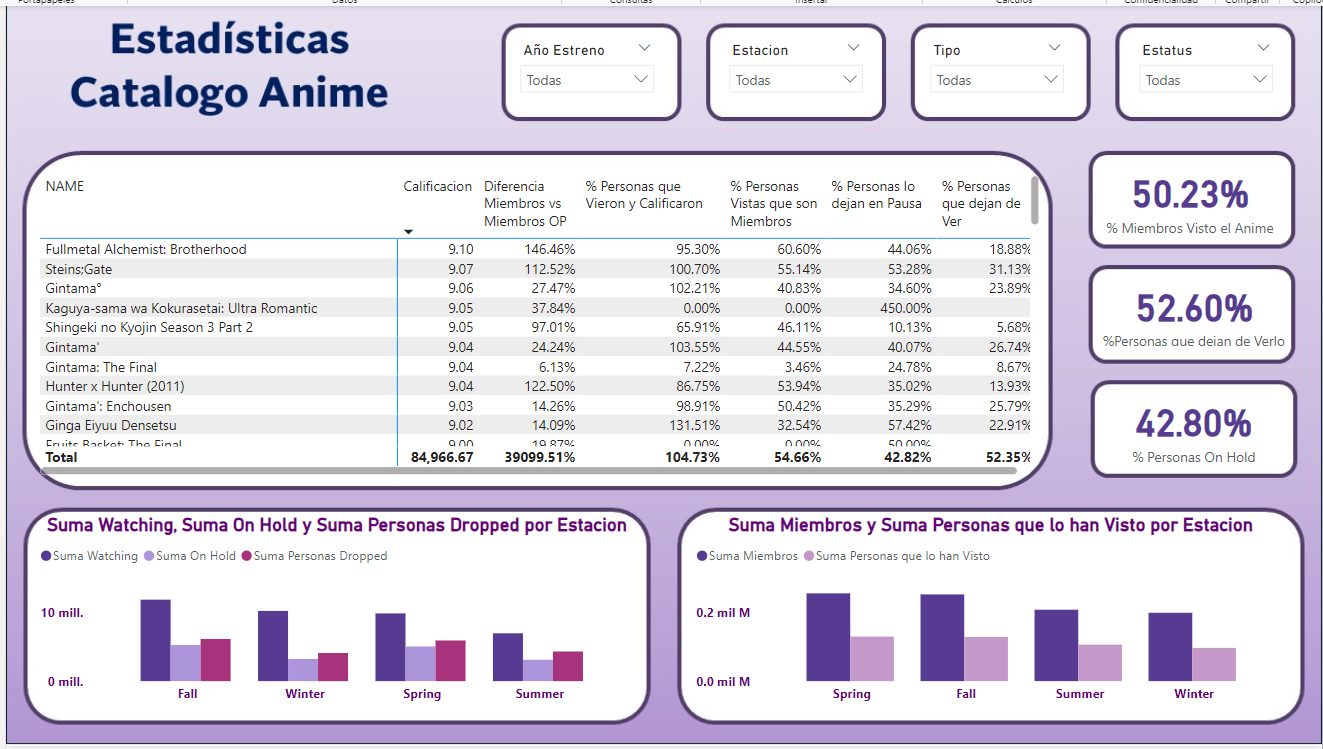 Portapapeles Datos Consultas Insertar Cálculos Confidencialidad Compartir
Estadísticas
Catalogo Anime
Año Estreno
Todas
Estacion
Todas
Tipo
Todas
Estatus
Todas
NAME Calificacion Diferencia Miembros vs Miembros OP % Personas que Vieron y Calificaron % Personas Vistas que son Miembros % Personas lo dejan en Pausa % Personas que dejan de Ver
Fullmetal Alchemist: Brotherhood 9.10 146.46% 95.30% 60.60% 44.06% 18.88%
Steins;Gate 9.07 112.52% 100.70% 55.14% 53.28% 31.13%
Gintama° 9.06 27.47% 102.21% 40.83% 34.60% 23.89%
Kaguya-sama wa Kokurasetai: Ultra Romantic 9.05 37.84% 0.00% 0.00% 450.00%
Shingeki no Kyojin Season 3 Part 2 9.05 97.01% 65.91% 46.11% 10.13% 5.68%
Gintama' 9.04 24.24% 103.55% 44.55% 40.07% 26.74%
Gintama: The Final 9.04 6.13% 7.22% 3.46% 24.78% 8.67%
Hunter x Hunter (2011) 9.04 122.50% 86.75% 53.94% 35.02% 13.93%
Gintama': Enchousen 9.03 14.26% 98.91% 50.42% 35.29% 25.79%
Ginga Eiyuu Densetsu 9.02 14.09% 131.51% 32.54% 57.42% 22.91%
Fruits Basket: The Final 9.00 19.87% 0.00% 0.00% 50.00%
Total 84,966.67 39099.51% 104.73% 54.66% 42.82% 52.35%
50.23%
% Miembros Visto el Anime
52.60%
%Personas que dejan de Verlo
42.80%
% Personas On Hold
Suma Watching, Suma On Hold y Suma Personas Dropped por Estacion
Suma Watching Suma On Hold Suma Personas Dropped
10 mill.
0 mill.
Fall Winter Spring Summer
Suma Miembros y Suma Personas que lo han Visto por Estacion
Suma Miembros Suma Personas que lo han Visto
0.2 mil M
0.0 mil M
Spring Fall Summer Winter